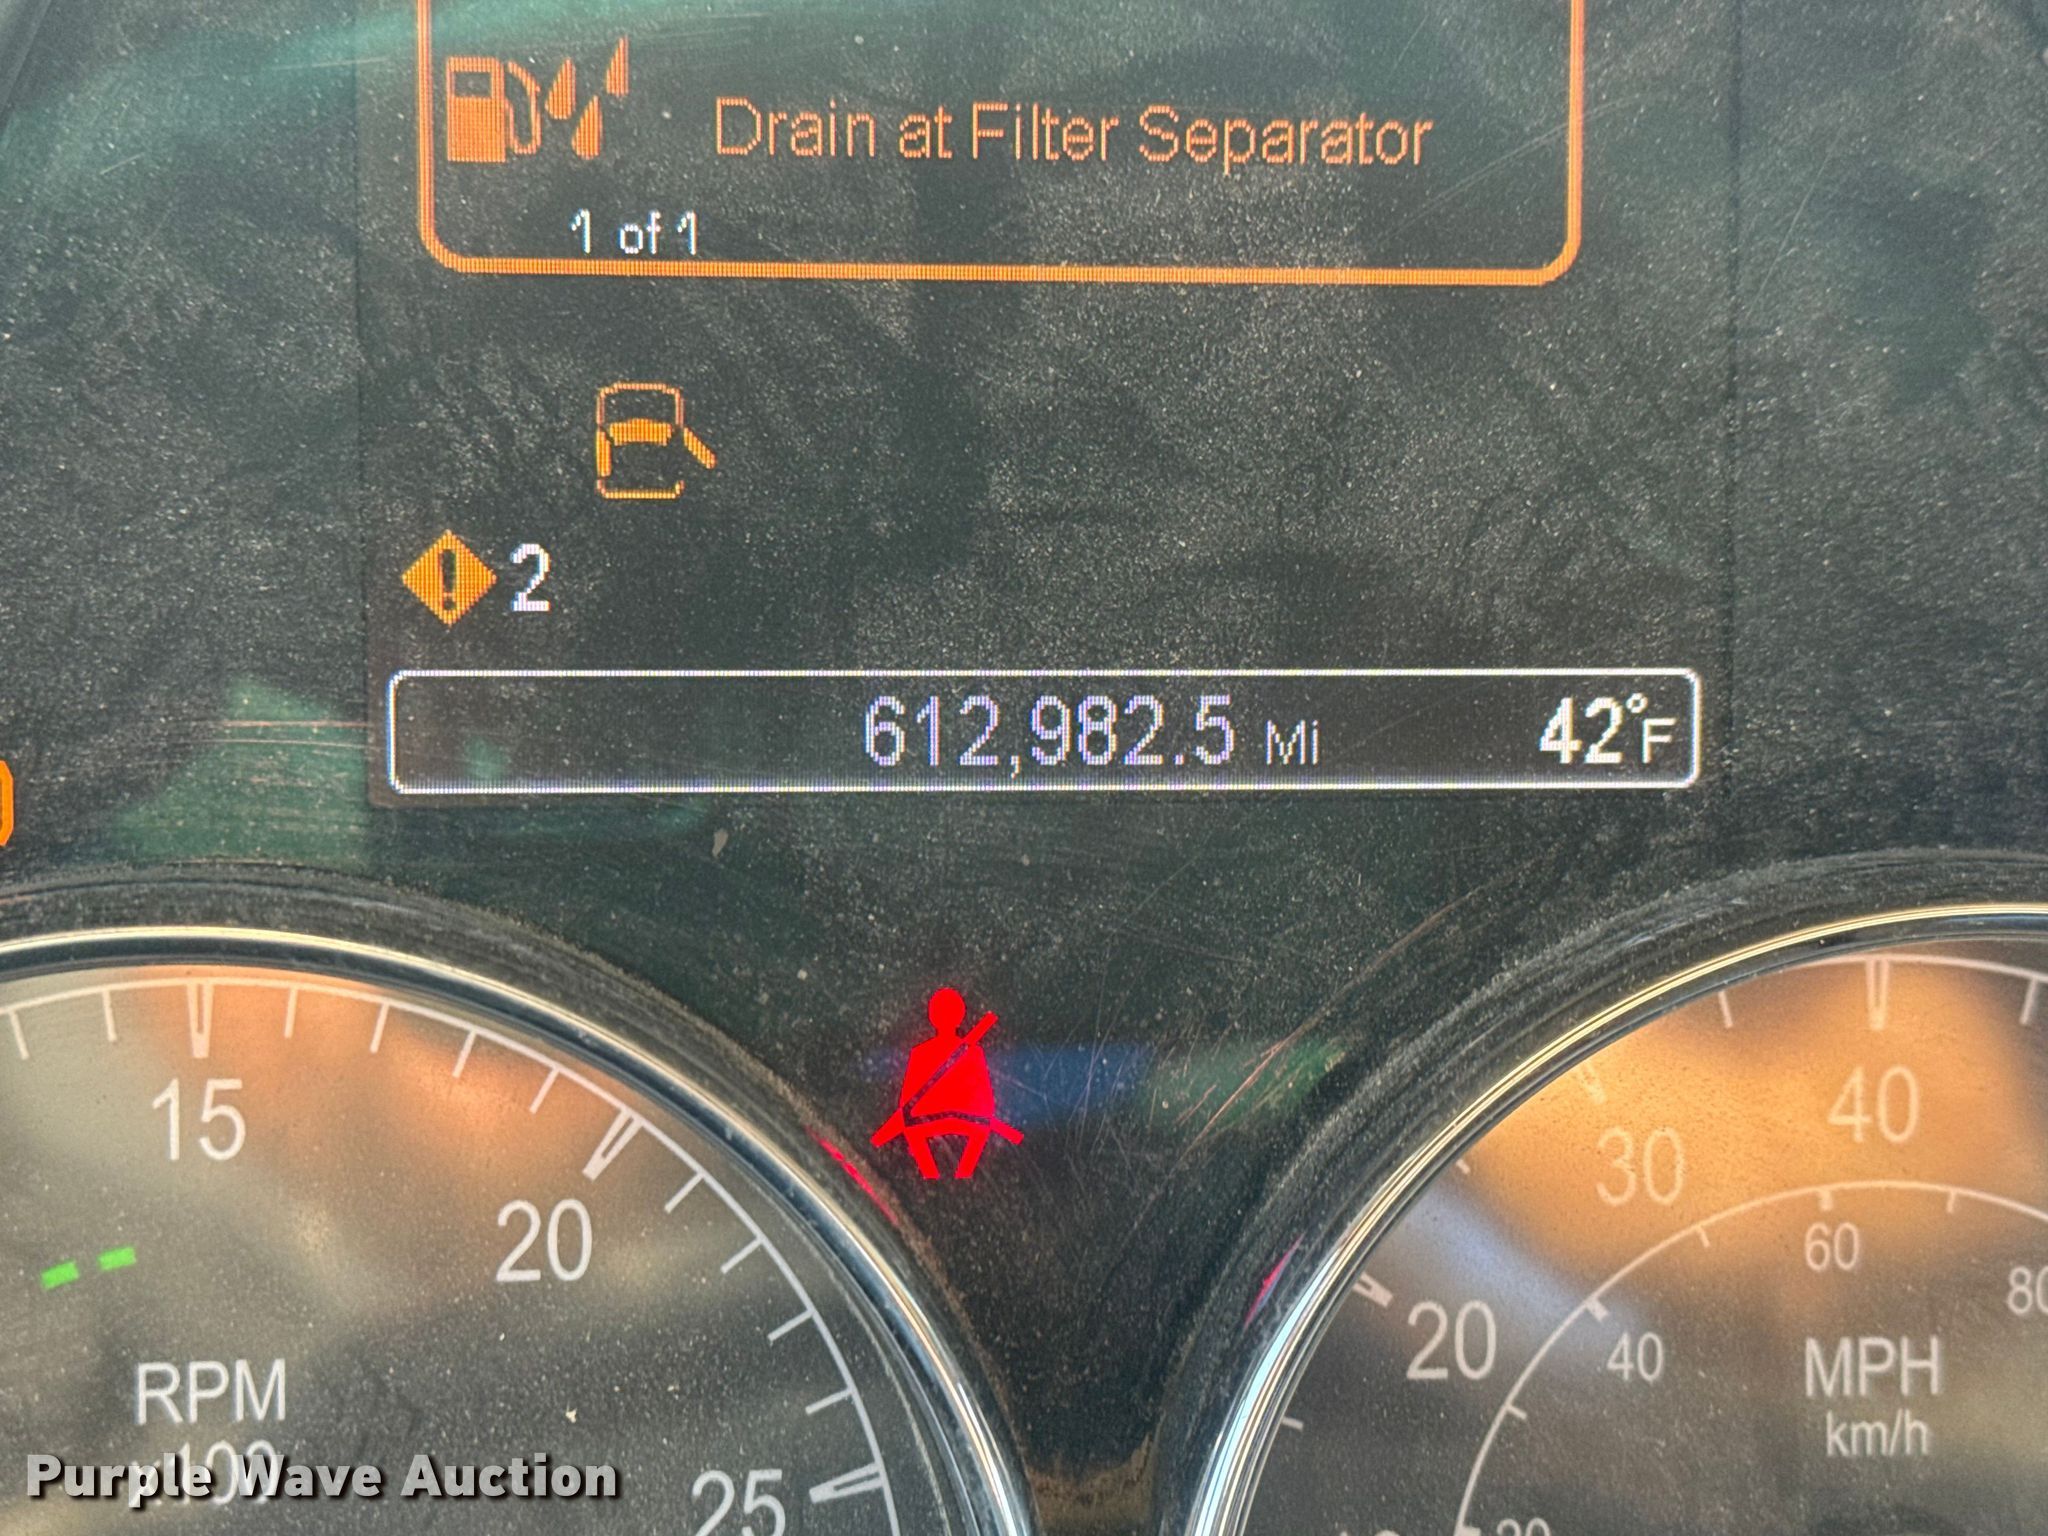 Drain at Filter Separator
1 of 1
2
612,982.5 Mi
42°F
15
20
25
RPM
x100
40
30
20
60
80
40
MPH
km/h
Purple Wave Auction